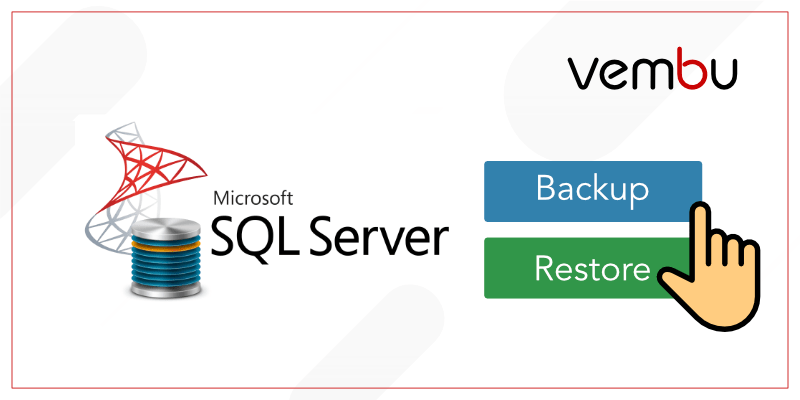 vembu
Microsoft
SQL Server
Backup
Restore